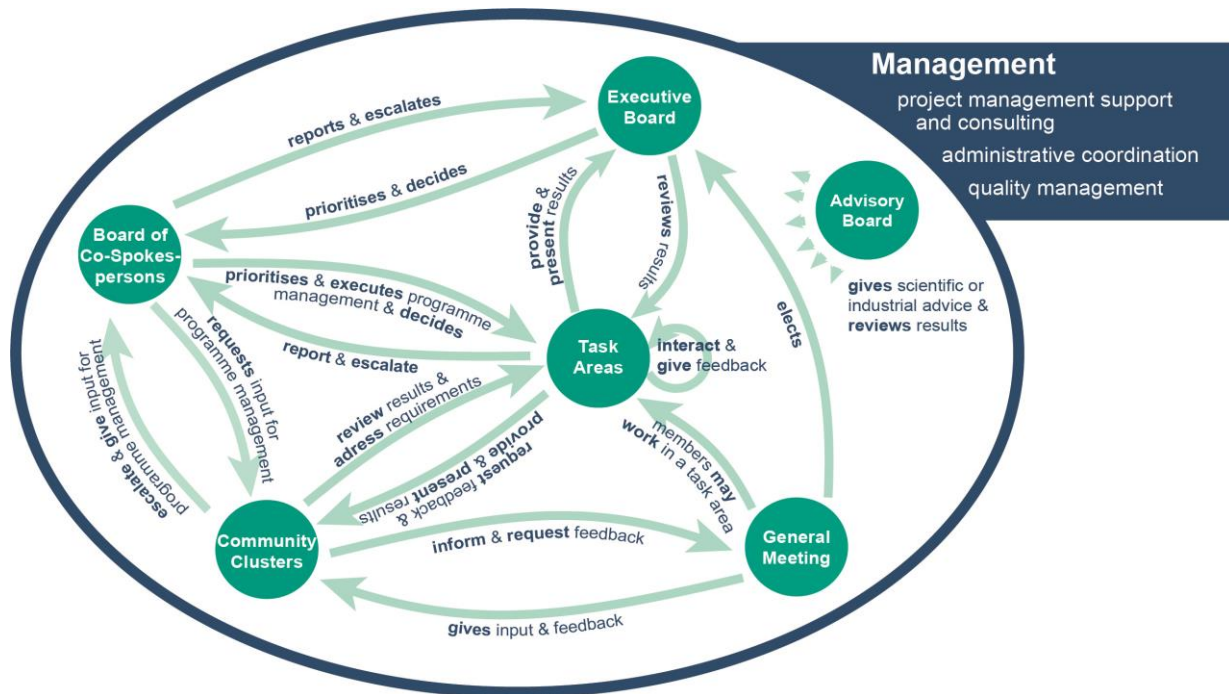 Management
project management support
and consulting
administrative coordination
quality management
Executive
Board
Advisory
Board
gives scientific or
industrial advice &
reviews results
reports & escalates
prioritises & decides
provide &
present results
reviews results
elects
Board of
Co-Spokes-
persons
prioritises & executes programme
management & decides
report & escalate
Task
Areas
interact &
give feedback
requests input for
programme management
escalate & give input for
programme management
review results &
adress requirements
request feedback &
provide & present results
members may
work in a task area
Community
Clusters
inform & request feedback
General
Meeting
gives input & feedback